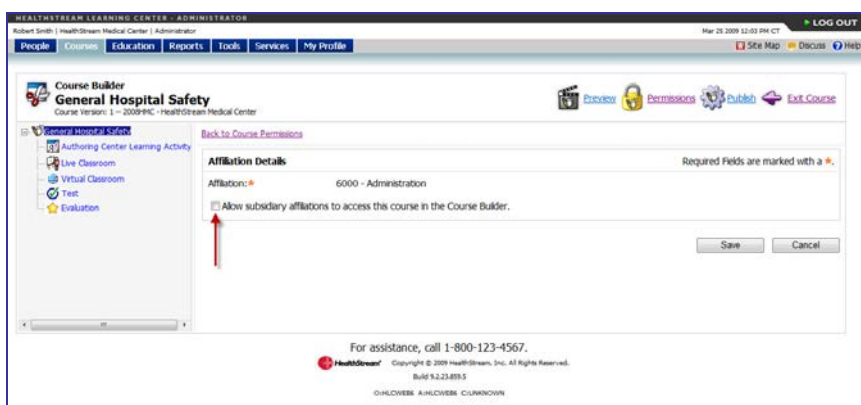 HEALTHSTREAM LEARNING CENTER - ADMINISTRATOR
LOG OUT
Robert Smith | HealthStream Medical Center | Administrator
Mar 25 2009 12:03 PM CT
People Courses Education Reports Tools Services My Profile
Site Map Discuss Help
Course Builder
General Hospital Safety
Course Version: 1 -- 2008HMC - HealthStream Medical Center
Preview Permissions Publish Exit Course
General Hospital Safety
Authoring Center Learning Activity
Live Classroom
Virtual Classroom
Test
Evaluation
Back to Course Permissions
Affiliation Details
Required Fields are marked with a *.
Affiliation:* 6000 - Administration
Allow subsidiary affiliations to access this course in the Course Builder.
Save Cancel
For assistance, call 1-800-123-4567.
HealthStream Copyright © 2009 HealthStream, Inc. All Rights Reserved.
Build 9.2.23.859.5
O:HLCWEB6 A:HLCWEB6 C:UNKNOWN